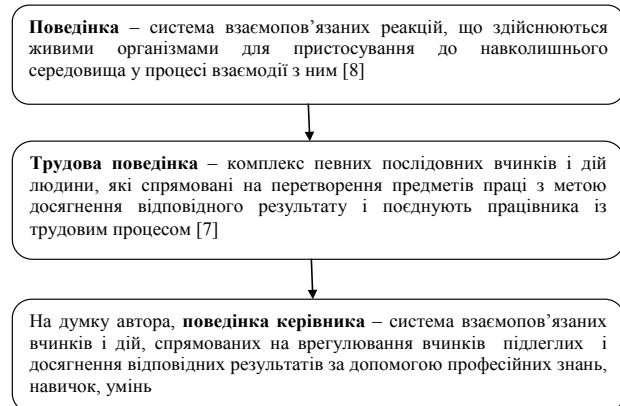 Поведінка – система взаємопов’язаних реакцій, що здійснюються
живими організмами для пристосування до навколишнього
середовища у процесі взаємодії з ним [8]
Трудова поведінка – комплекс певних послідовних вчинків і дій
людини, які спрямовані на перетворення предметів праці з метою
досягнення відповідного результату і поєднують працівника із
трудовим процесом [7]
На думку автора, поведінка керівника – система взаємопов’язаних
вчинків і дій, спрямованих на врегулювання вчинків підлеглих і
досягнення відповідних результатів за допомогою професійних знань,
навичок, умінь